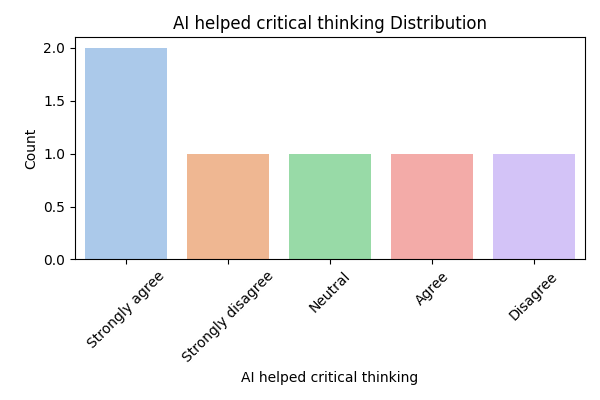 AI helped critical thinking Distribution
2.0
1.5
1.0
0.5
0.0
Count
Strongly agree
Strongly disagree
Neutral
Agree
Disagree
AI helped critical thinking